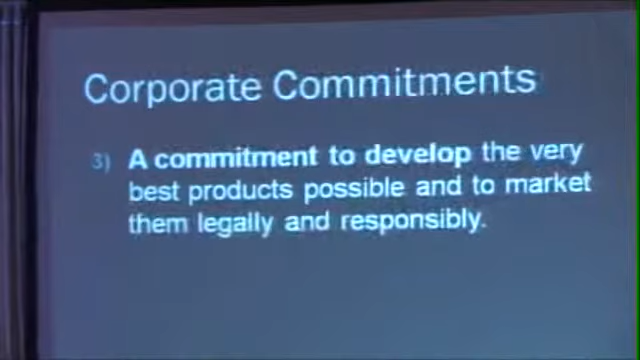 Corporate Commitments
3) A commitment to develop the very
best products possible and to market
them legally and responsibly.